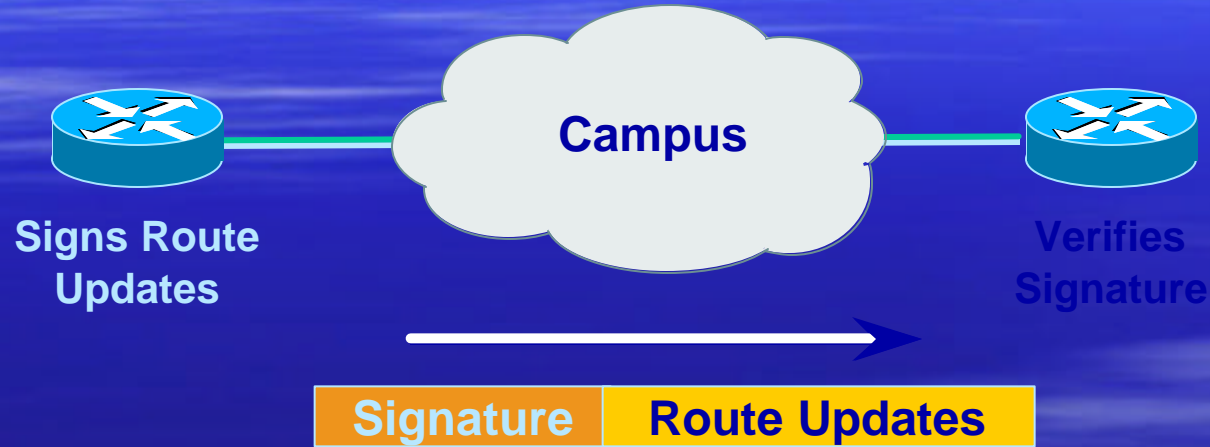 Campus
Signs Route
Updates
Verifies
Signature
Signature Route Updates